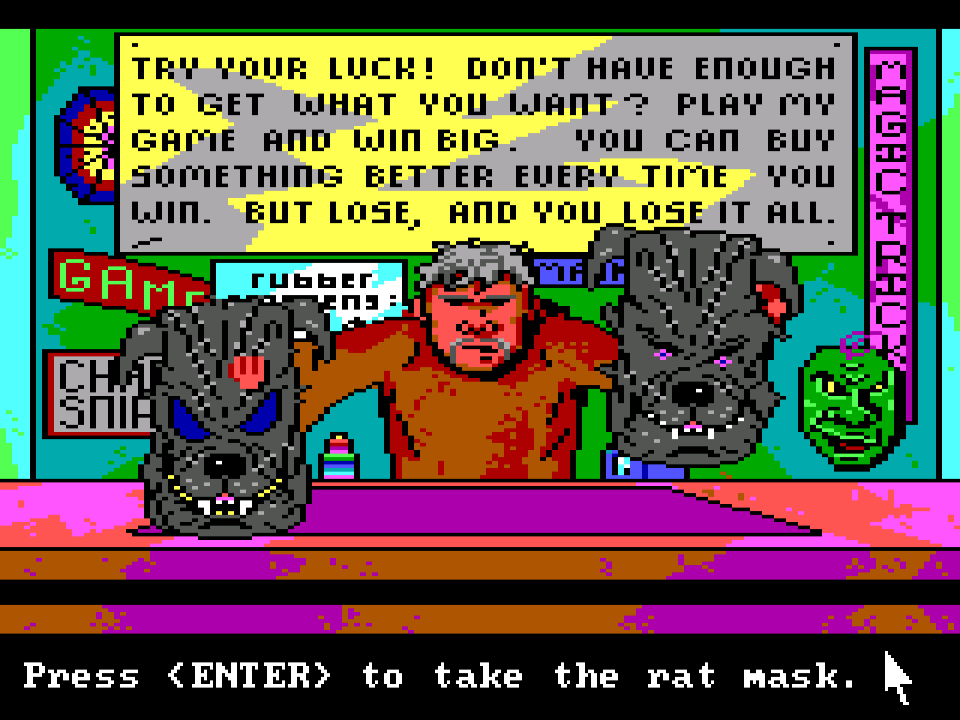 TRY YOUR LUCK! DON'T HAVE ENOUGH
TO GET WHAT YOU WANT? PLAY MY
GAME AND WIN BIG. YOU CAN BUY
SOMETHING BETTER EVERY TIME YOU
WIN. BUT LOSE, AND YOU LOSE IT ALL.
GAM
rubber
MAGIC TRICK
Press <ENTER> to take the rat mask.